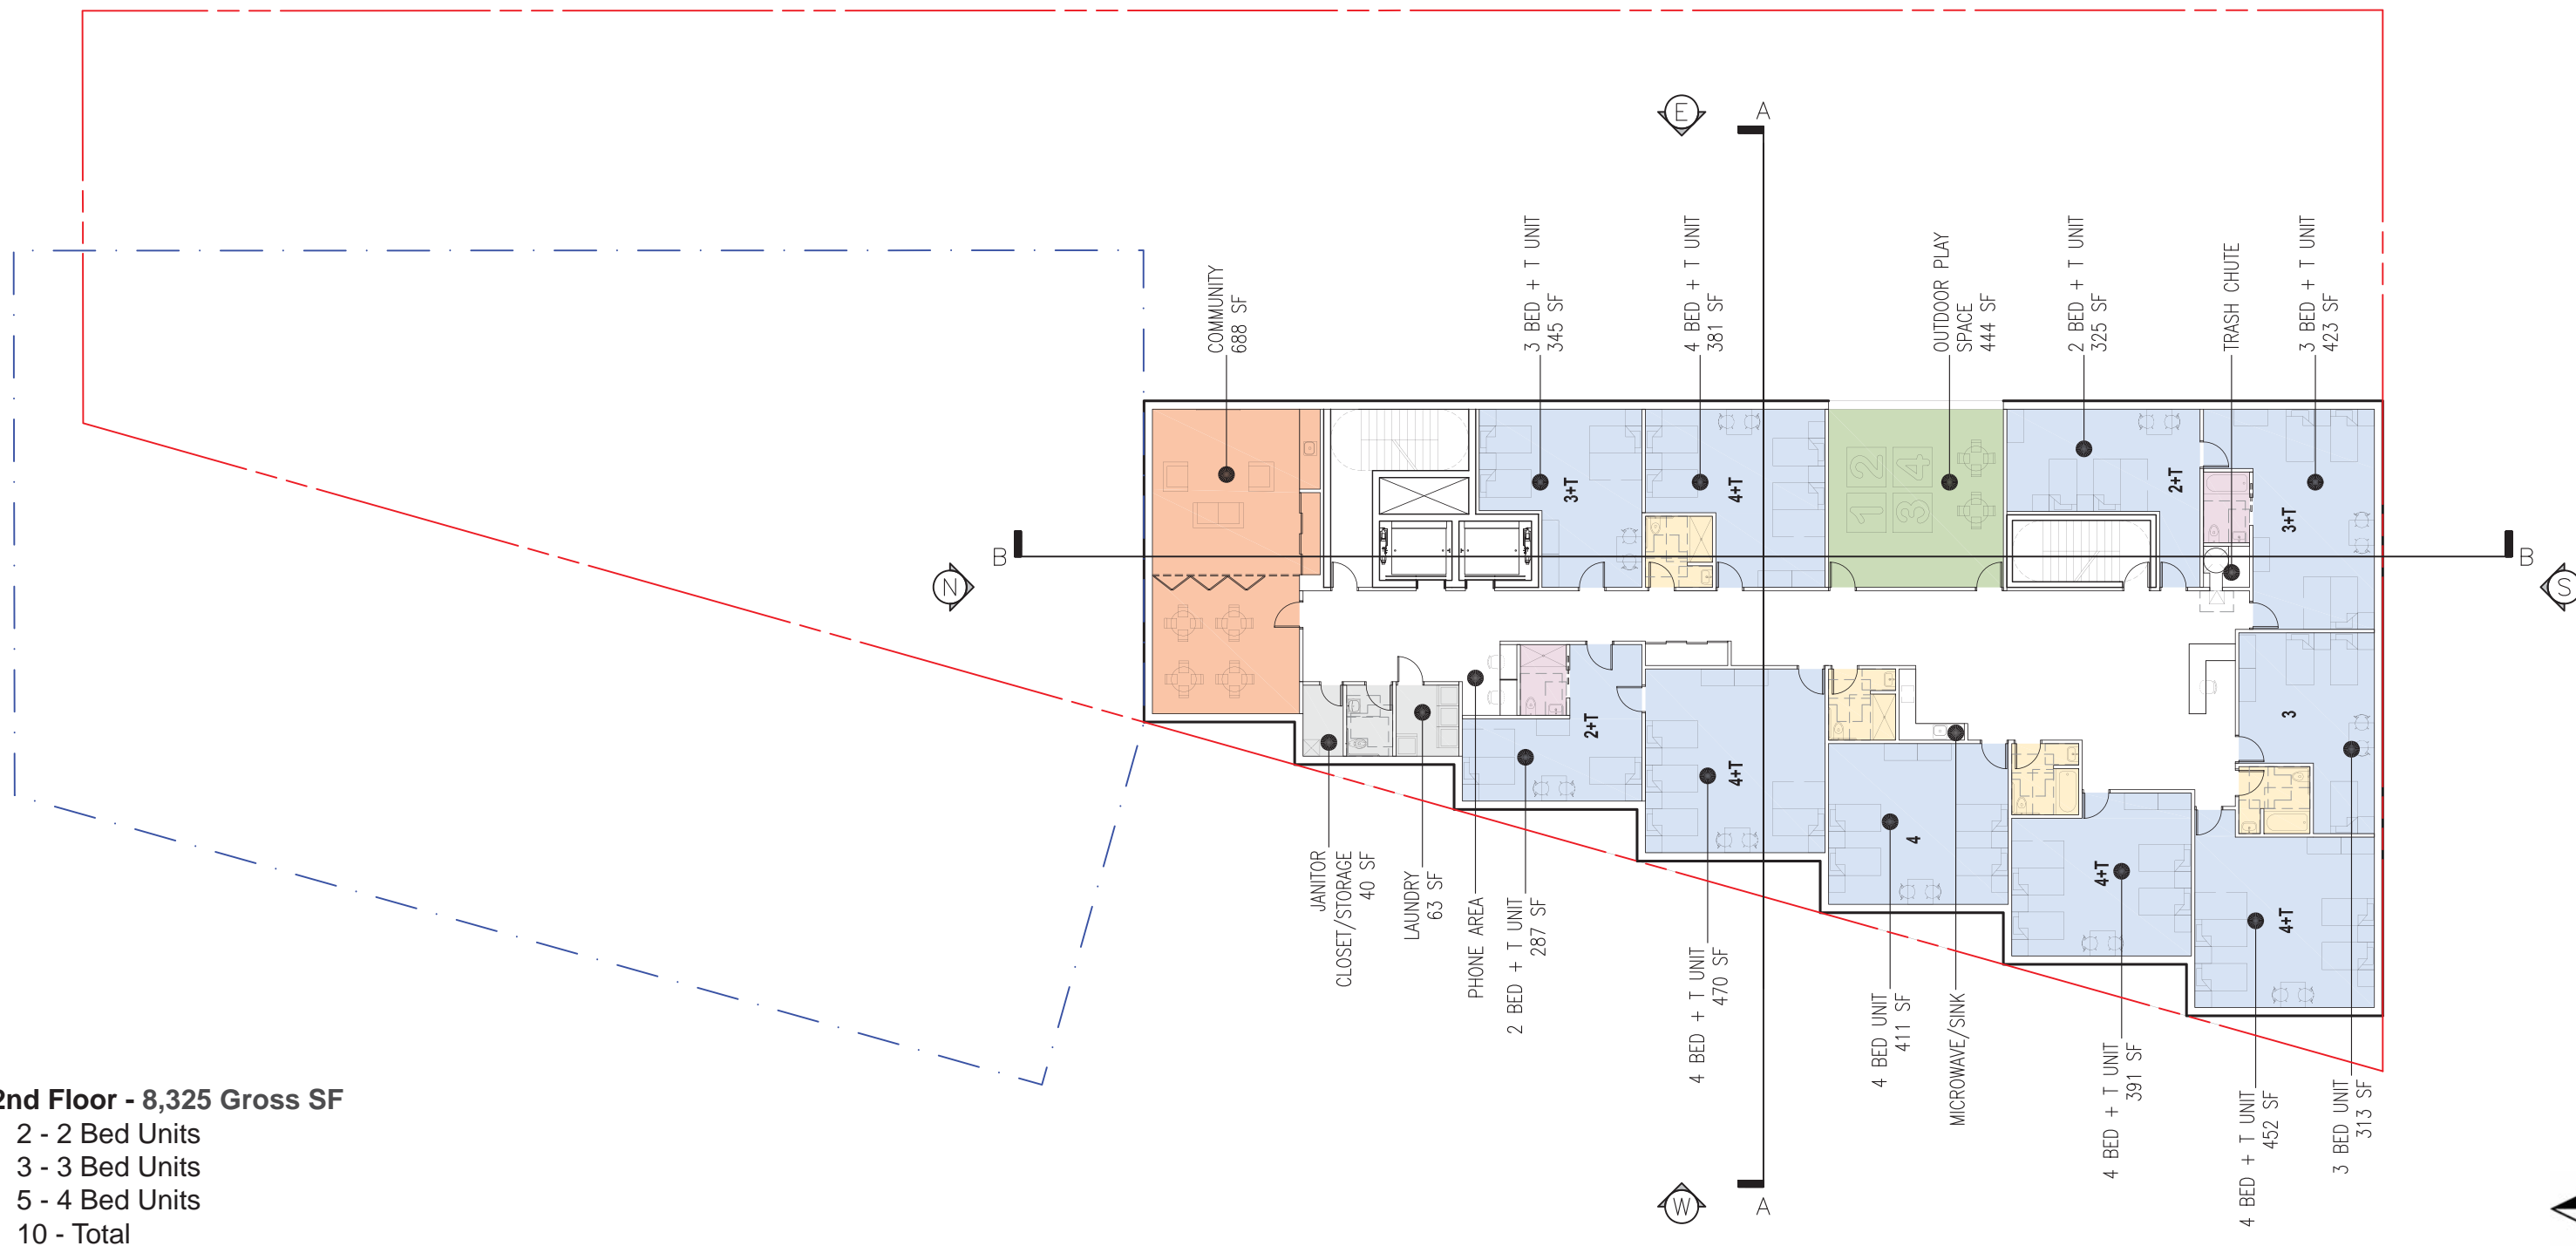 E
A
COMMUNITY
688 SF
3 BED + T UNIT
345 SF
4 BED + T UNIT
381 SF
OUTDOOR PLAY
SPACE
444 SF
2 BED + T UNIT
325 SF
TRASH CHUTE
3 BED + T UNIT
423 SF
1 2
3 4
3+T
4+T
2+T
3+T
B
B
N
S
2+T
4+T
4
4+T
4+T
3
JANITOR
CLOSET/STORAGE
40 SF
LAUNDRY
63 SF
PHONE AREA
2 BED + T UNIT
287 SF
4 BED + T UNIT
470 SF
4 BED UNIT
411 SF
MICROWAVE/SINK
4 BED + T UNIT
391 SF
4 BED + T UNIT
452 SF
3 BED UNIT
313 SF
W
A
2nd Floor - 8,325 Gross SF
2 - 2 Bed Units
3 - 3 Bed Units
5 - 4 Bed Units
10 - Total